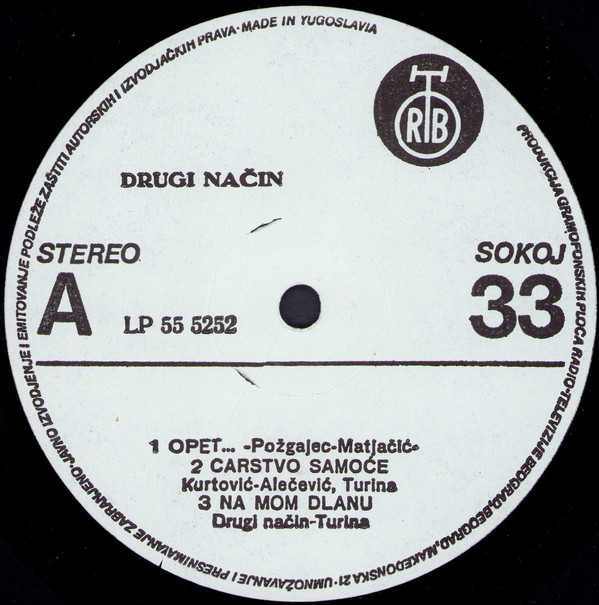 PRODUKCIJA GRAMOFONSKIH PLOČA RADIO-TELEVIZIJE BEOGRAD, BEOGRAD, MAKEDONSKA 21 · UMNOŽAVANJE I PRESNIMAVANJE ZABRANJENO · JAVNO IZVODJENJE I EMITOVANJE PODLEŽE ZAŠTITI AUTORSKIH I IZVODJAČKIH PRAVA · MADE IN YUGOSLAVIA
RTB
DRUGI NAČIN
STEREO SOKOJ
A LP 55 5252 33
1 OPET... -Požgajec-Matjačić-
2 CARSTVO SAMOĆE
Kurtović-Alečević, Turina
3 NA MOM DLANU
Drugi način-Turina